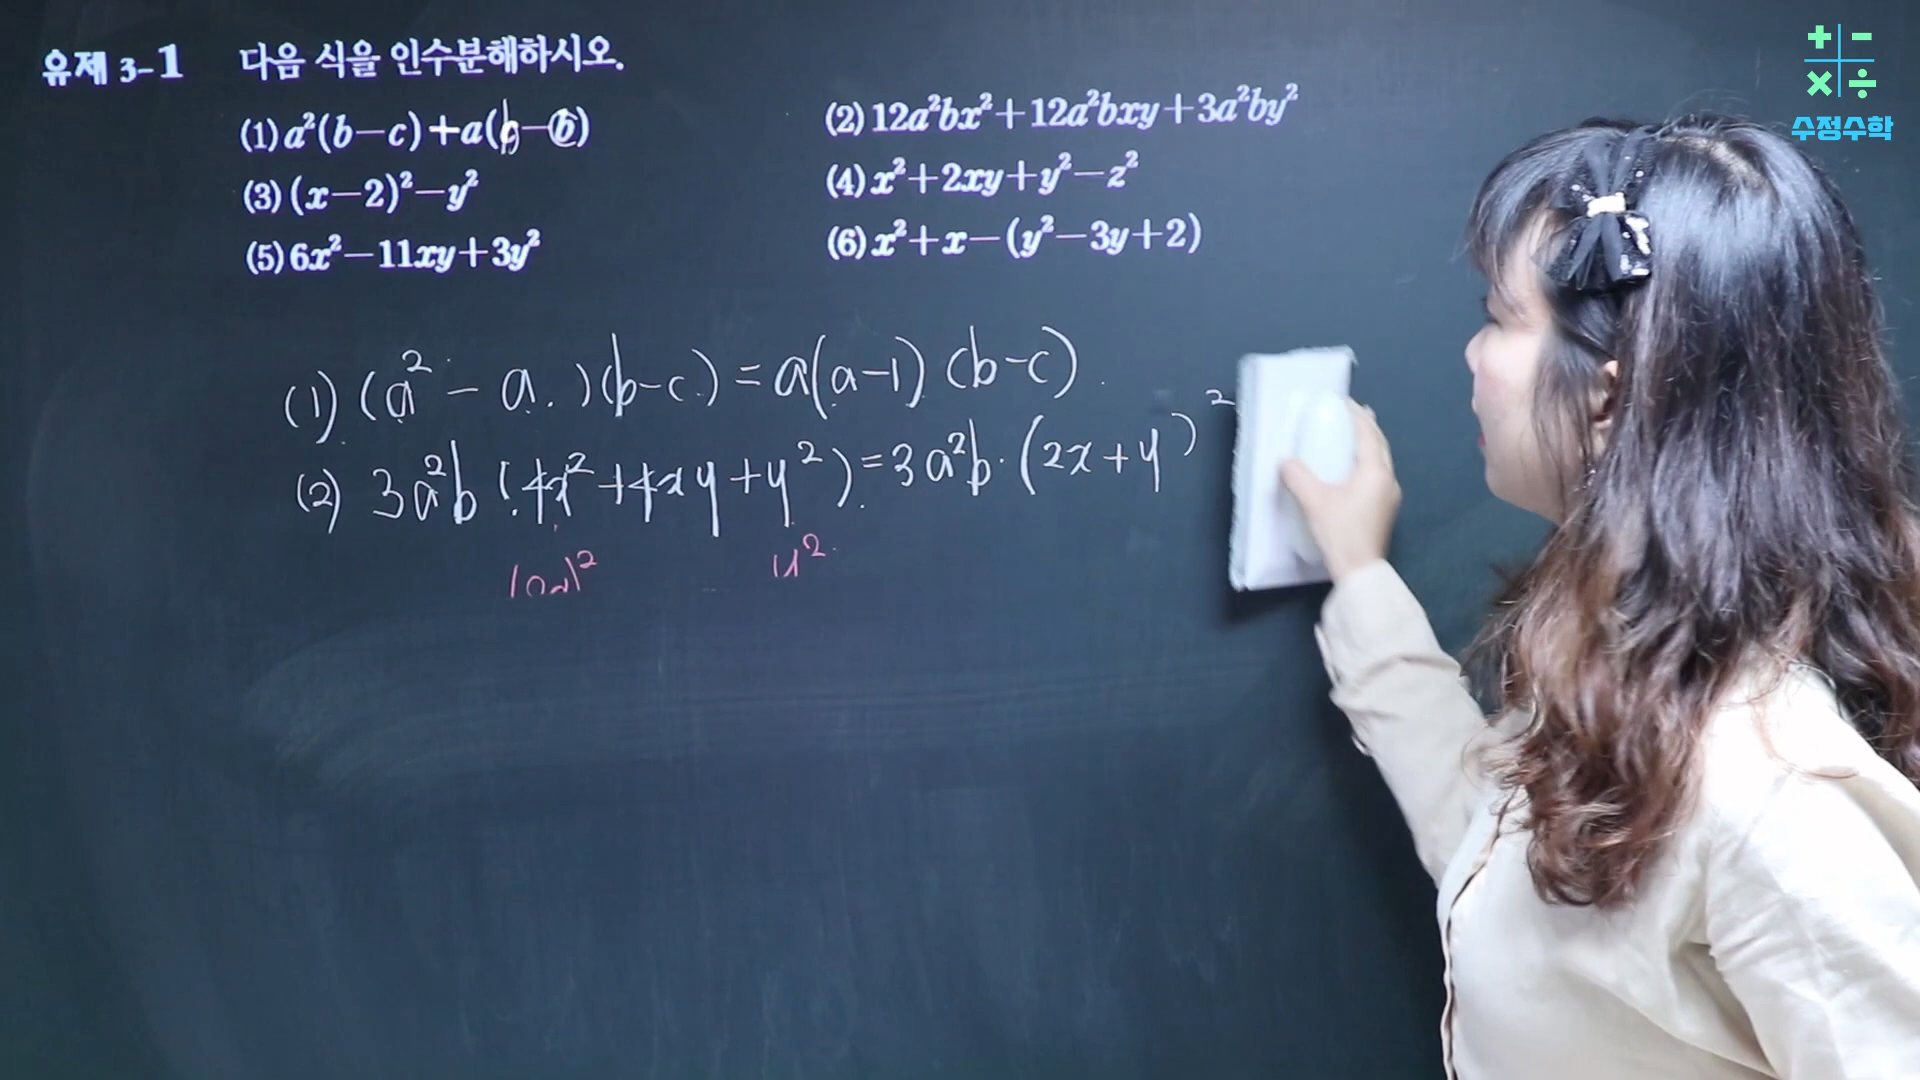 유제 3-1 다음 식을 인수분해하시오.
(1) a²(b-c)+a(c-b)
(2) 12a²bx²+12a²bxy+3a²by²
(3) (x-2)²-y²
(4) x²+2xy+y²-z²
(5) 6x²-11xy+3y²
(6) x²+x-(y²-3y+2)
(1) (a² - a.)(b-c) = a(a-1)(b-c)
(2) 3a²b(4x²+4xy+y²) = 3a²b·(2x+y)²
+ - × ÷
수정수학